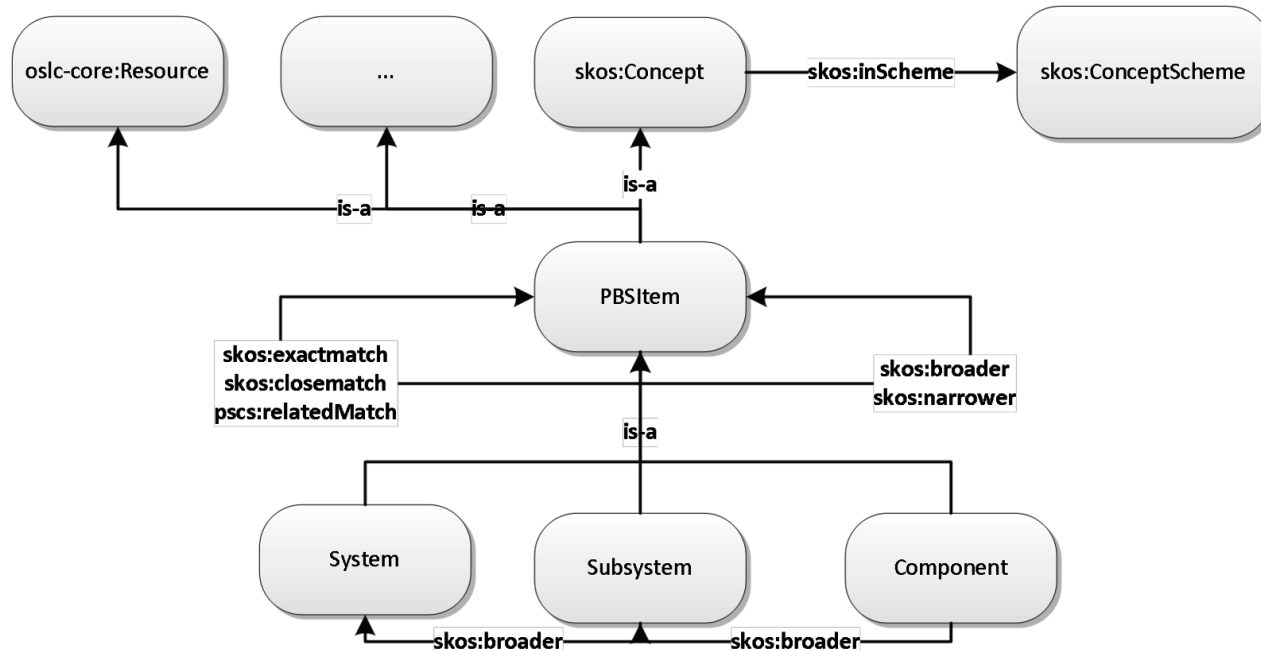 oslc-core:Resource
...
skos:Concept
skos:inScheme
skos:ConceptScheme
is-a
is-a
is-a
PBSItem
skos:exactmatch
skos:closematch
pscs:relatedMatch
skos:broader
skos:narrower
is-a
System
Subsystem
Component
skos:broader
skos:broader